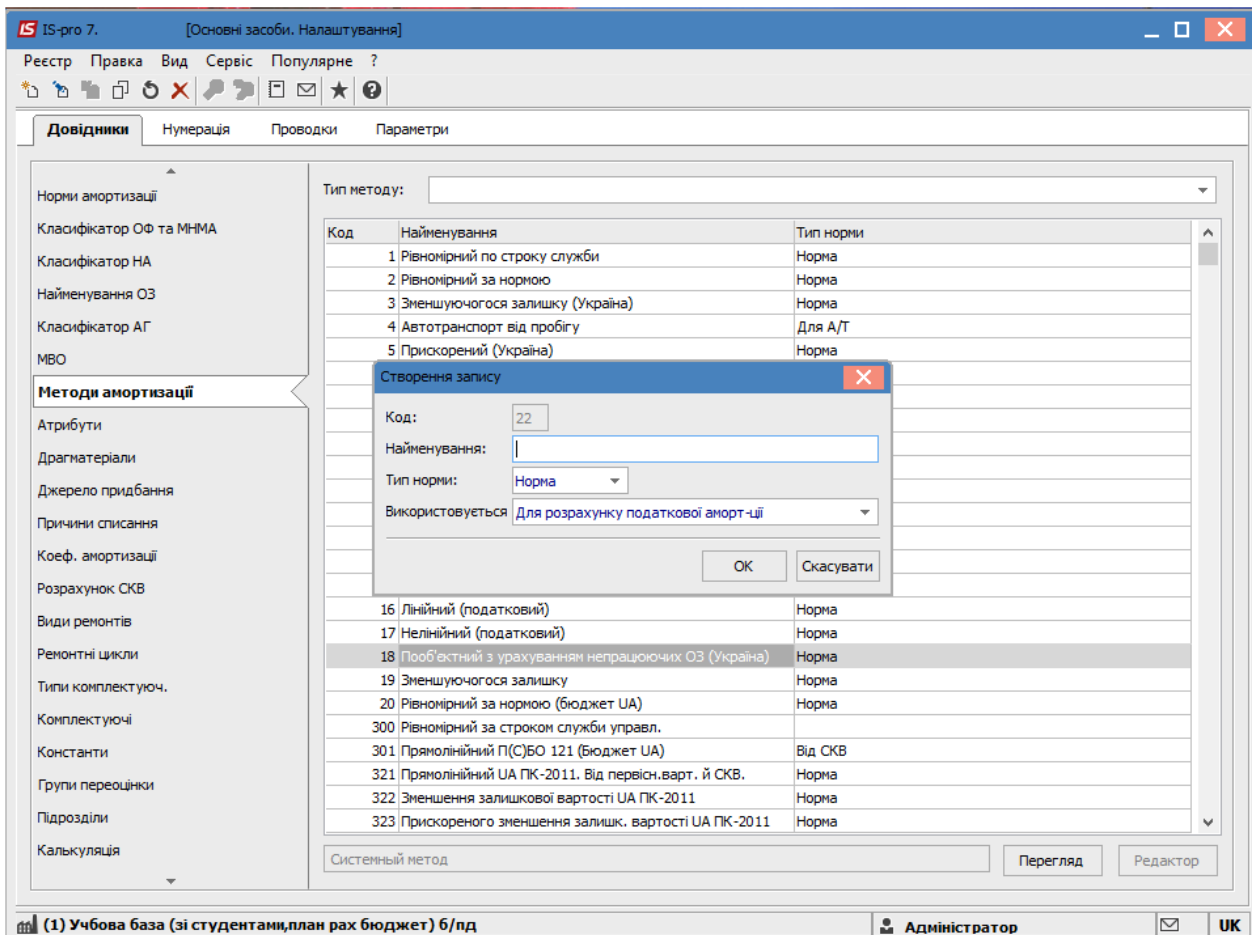 IS IS-pro 7. [Основні засоби. Налаштування]
Реєстр Правка Вид Сервіс Популярне ?
Довідники Нумерація Проводки Параметри
Норми амортизації
Класифікатор ОФ та МНМА
Класифікатор НА
Найменування ОЗ
Класифікатор АГ
МВО
Методи амортизації
Атрибути
Драгматеріали
Джерело придбання
Причини списання
Коеф. амортизації
Розрахунок СКВ
Види ремонтів
Ремонтні цикли
Типи комплектуюч.
Комплектуючі
Константи
Групи переоцінки
Підрозділи
Калькуляція
Тип методу:
Код Найменування Тип норми
1 Рівномірний по строку служби Норма
2 Рівномірний за нормою Норма
3 Зменшуючогося залишку (Україна) Норма
4 Автотранспорт від пробігу Для А/Т
5 Прискорений (Україна) Норма
Створення запису
Код: 22
Найменування:
Тип норми: Норма
Використовується Для розрахунку податкової аморт-ції
OK Скасувати
16 Лінійний (податковий) Норма
17 Нелінійний (податковий) Норма
18 Пооб'єктний з урахуванням непрацюючих ОЗ (Україна) Норма
19 Зменшуючогося залишку Норма
20 Рівномірний за нормою (бюджет UA) Норма
300 Рівномірний за строком служби управл.
301 Прямолінійний П(С)БО 121 (Бюджет UA) Від СКВ
321 Прямолінійний UA ПК-2011. Від первісн.варт. й СКВ. Норма
322 Зменшення залишкової вартості UA ПК-2011 Норма
323 Прискореного зменшення залишк. вартості UA ПК-2011 Норма
Системный метод Перегляд Редактор
(1) Учбова база (зі студентами,план рах бюджет) б/пд Адміністратор UK